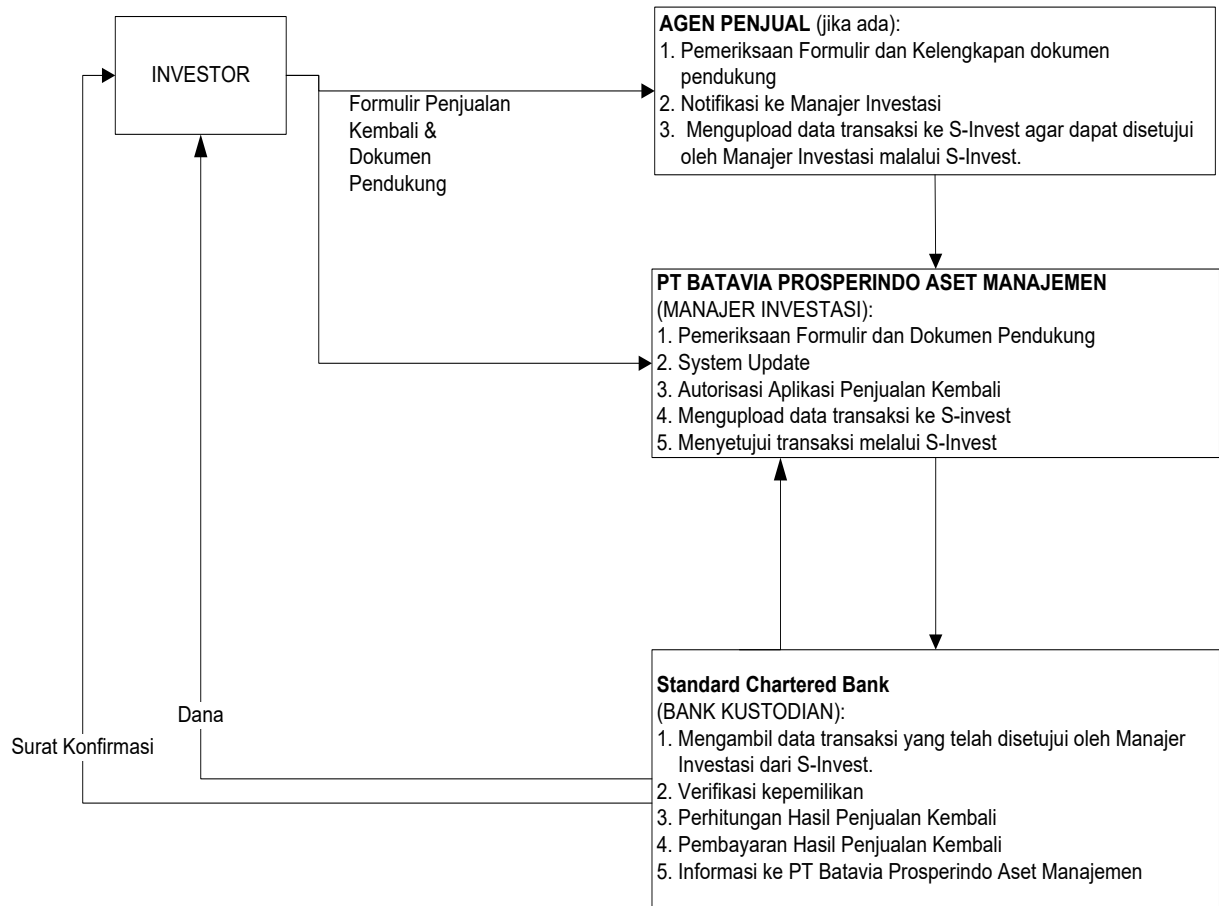 INVESTOR
Formulir Penjualan
Kembali &
Dokumen
Pendukung
AGEN PENJUAL (jika ada):
1. Pemeriksaan Formulir dan Kelengkapan dokumen
pendukung
2. Notifikasi ke Manajer Investasi
3. Mengupload data transaksi ke S-Invest agar dapat disetujui
oleh Manajer Investasi malalui S-Invest.
PT BATAVIA PROSPERINDO ASET MANAJEMEN
(MANAJER INVESTASI):
1. Pemeriksaan Formulir dan Dokumen Pendukung
2. System Update
3. Autorisasi Aplikasi Penjualan Kembali
4. Mengupload data transaksi ke S-invest
5. Menyetujui transaksi melalui S-Invest
Standard Chartered Bank
(BANK KUSTODIAN):
1. Mengambil data transaksi yang telah disetujui oleh Manajer
Investasi dari S-Invest.
2. Verifikasi kepemilikan
3. Perhitungan Hasil Penjualan Kembali
4. Pembayaran Hasil Penjualan Kembali
5. Informasi ke PT Batavia Prosperindo Aset Manajemen
Dana
Surat Konfirmasi